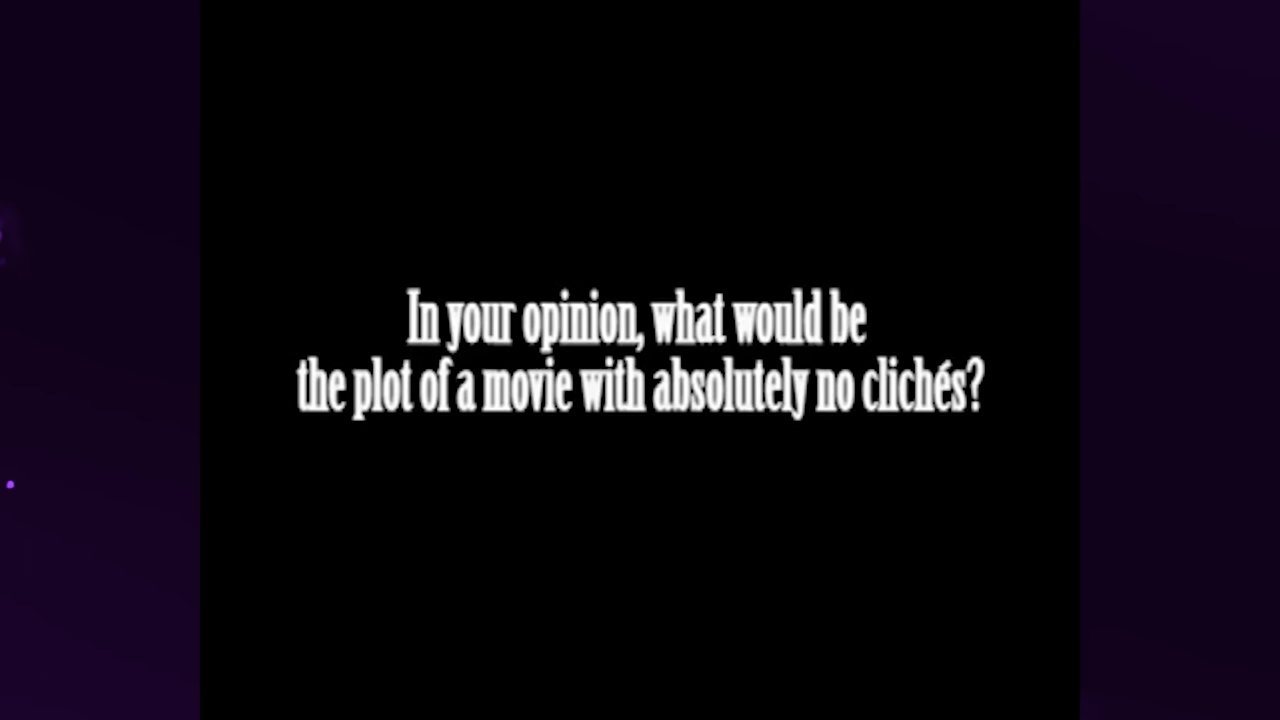 In your opinion, what would be
the plot of a movie with absolutely no clichés?